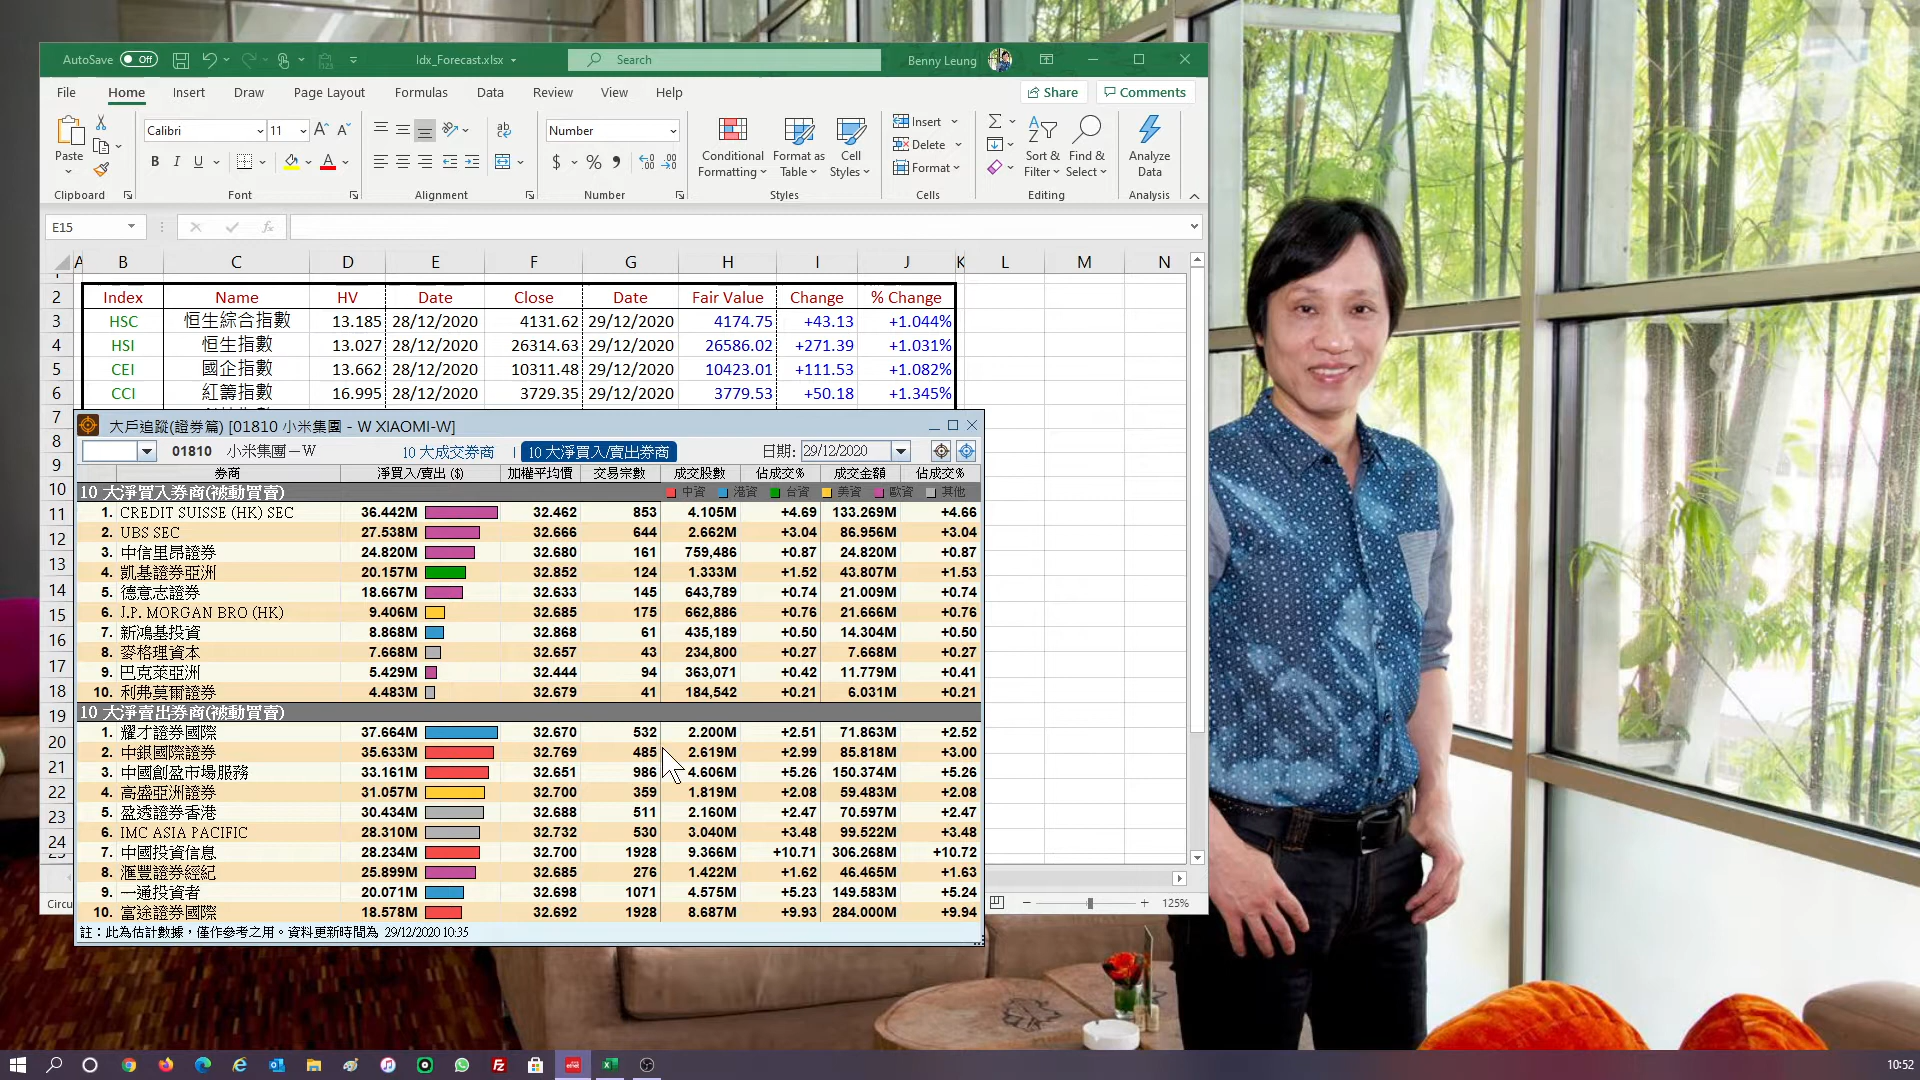 AutoSave Off Idx_Forecast.xlsx Search Benny Leung
File Home Insert Draw Page Layout Formulas Data Review View Help Share Comments
Paste Calibri 11 Number Conditional Formatting Format as Table Cell Styles Insert Delete Format Sort & Filter Find & Select Analyze Data
Clipboard Font Alignment Number Styles Cells Editing Analysis
E15 fx
A B C D E F G H I J K L M N
2 Index Name HV Date Close Date Fair Value Change % Change
3 HSC 恒生綜合指數 13.185 28/12/2020 4131.62 29/12/2020 4174.75 +43.13 +1.044%
4 HSI 恒生指數 13.027 28/12/2020 26314.63 29/12/2020 26586.02 +271.39 +1.031%
5 CEI 國企指數 13.662 28/12/2020 10311.48 29/12/2020 10423.01 +111.53 +1.082%
6 CCI 紅籌指數 16.995 28/12/2020 3729.35 29/12/2020 3779.53 +50.18 +1.345%
7
8
9
10
11
12
13
14
15
16
17
18
19
20
21
22
23
24
大戶追蹤(證券篇) [01810 小米集團 - W XIAOMI-W]
01810 小米集團－W 10 大成交券商 | 10 大淨買入/賣出券商 日期: 29/12/2020
券商 淨買入/賣出 ($) 加權平均價 交易宗數 成交股數 佔成交% 成交金額 佔成交%
10 大淨買入券商(被動買賣) 中資 港資 台資 美資 歐資 其他
1. CREDIT SUISSE (HK) SEC 36.442M 32.462 853 4.105M +4.69 133.269M +4.66
2. UBS SEC 27.538M 32.666 644 2.662M +3.04 86.956M +3.04
3. 中信里昂證券 24.820M 32.680 161 759,486 +0.87 24.820M +0.87
4. 凱基證券亞洲 20.157M 32.852 124 1.333M +1.52 43.807M +1.53
5. 德意志證券 18.667M 32.633 145 643,789 +0.74 21.009M +0.74
6. J.P. MORGAN BRO (HK) 9.406M 32.685 175 662,886 +0.76 21.666M +0.76
7. 新鴻基投資 8.868M 32.868 61 435,189 +0.50 14.304M +0.50
8. 麥格理資本 7.668M 32.657 43 234,800 +0.27 7.668M +0.27
9. 巴克萊亞洲 5.429M 32.444 94 363,071 +0.42 11.779M +0.41
10. 利弗莫爾證券 4.483M 32.679 41 184,542 +0.21 6.031M +0.21
10 大淨賣出券商(被動買賣)
1. 耀才證券國際 37.664M 32.670 532 2.200M +2.51 71.863M +2.52
2. 中銀國際證券 35.633M 32.769 485 2.619M +2.99 85.818M +3.00
3. 中國創盈市場服務 33.161M 32.651 986 4.606M +5.26 150.374M +5.26
4. 高盛亞洲證券 31.057M 32.700 359 1.819M +2.08 59.483M +2.08
5. 盈透證券香港 30.434M 32.688 511 2.160M +2.47 70.597M +2.47
6. IMC ASIA PACIFIC 28.310M 32.732 530 3.040M +3.48 99.522M +3.48
7. 中國投資信息 28.234M 32.700 1928 9.366M +10.71 306.268M +10.72
8. 滙豐證券經紀 25.899M 32.685 276 1.422M +1.62 46.465M +1.63
9. 一通投資者 20.071M 32.698 1071 4.575M +5.23 149.583M +5.24
10. 富途證券國際 18.578M 32.692 1928 8.687M +9.93 284.000M +9.94
註：此為估計數據，僅作參考之用。資料更新時間為 29/12/2020 10:35
Circu 125%
10:52